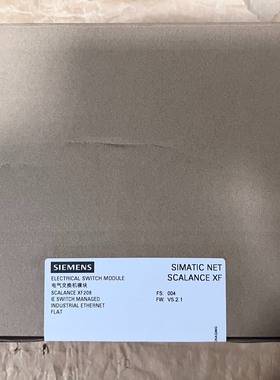 SIEMENS
SIMATIC NET
SCALANCE XF
ELECTRICAL SWITCH MODULE
电气交换机模块
SCALANCE XF208
IE SWITCH MANAGED
INDUSTRIAL ETHERNET
FLAT
FS: 004
FW: V5.2.1